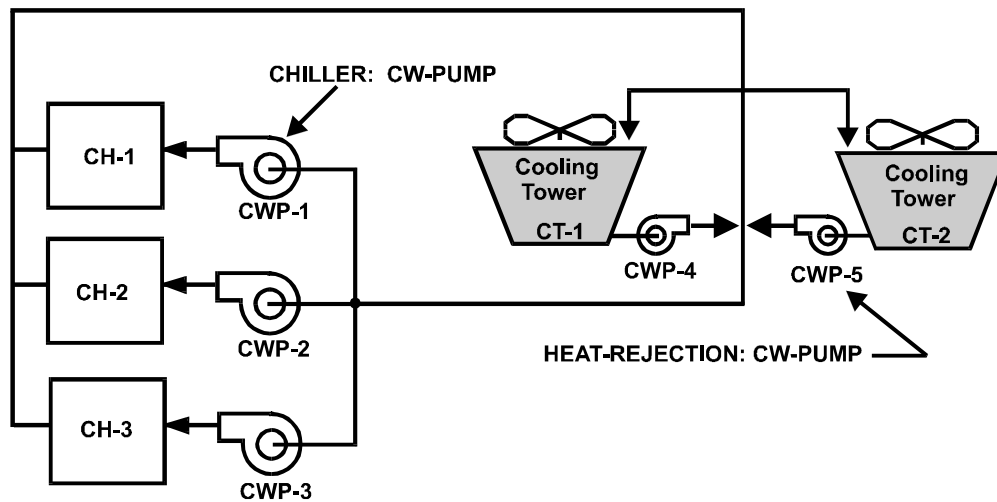 CHILLER: CW-PUMP
CH-1
CWP-1
Cooling
Tower
CT-1
Cooling
Tower
CT-2
CWP-4
CWP-5
CH-2
CWP-2
HEAT-REJECTION: CW-PUMP
CH-3
CWP-3